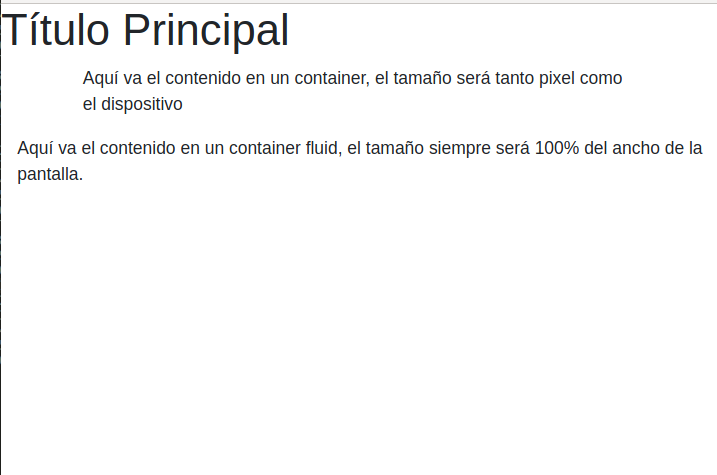 Título Principal
Aquí va el contenido en un container, el tamaño será tanto pixel como
el dispositivo
Aquí va el contenido en un container fluid, el tamaño siempre será 100% del ancho de la
pantalla.